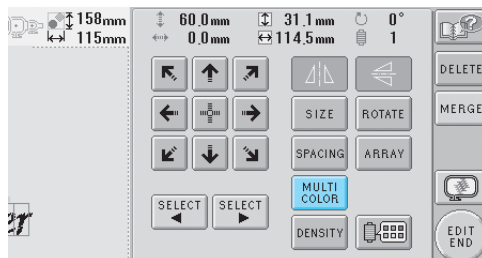 158mm 60.0mm 31.1mm 0°
115mm 0.0mm 114.5mm 1
DELETE
SIZE ROTATE MERGE
SPACING ARRAY
MULTI
COLOR
SELECT SELECT
DENSITY EDIT
END
er